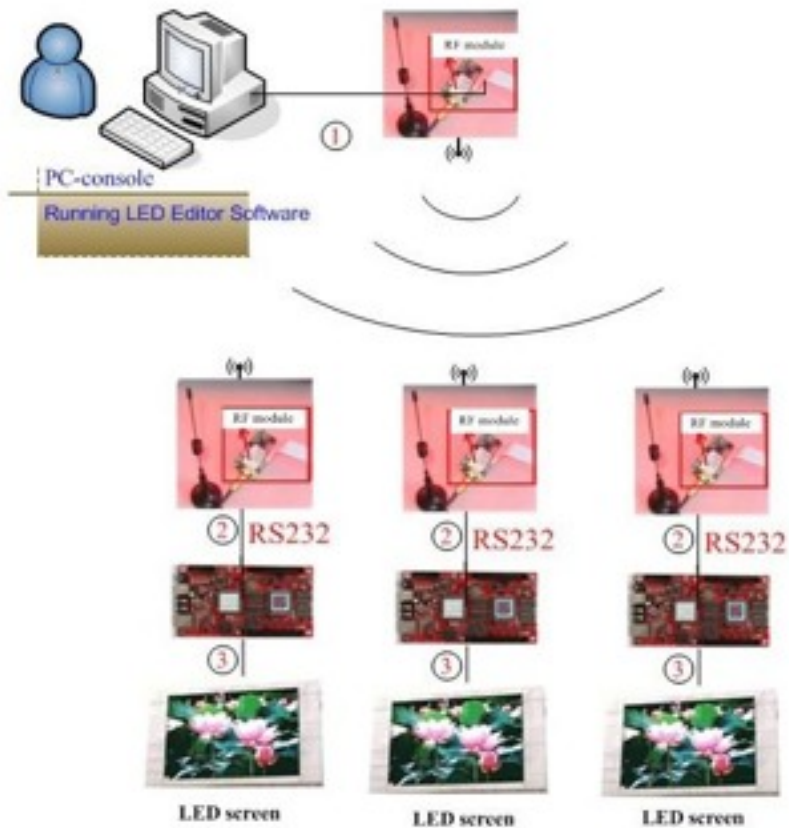 RF module
①
PC-console
Running LED Editor Software
RF module
RF module
RF module
② RS232
② RS232
② RS232
③
③
③
LED screen
LED screen
LED screen